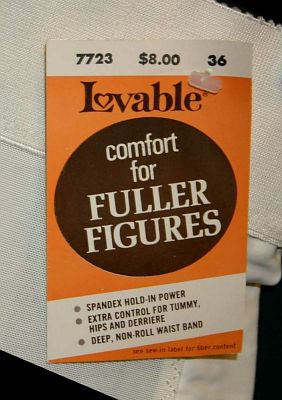 7723 $8.00 36
Lovable®
comfort
for
FULLER
FIGURES
• SPANDEX HOLD-IN POWER
• EXTRA CONTROL FOR TUMMY,
HIPS AND DERRIERE
• DEEP, NON-ROLL WAIST BAND
see sew-in label for fiber content